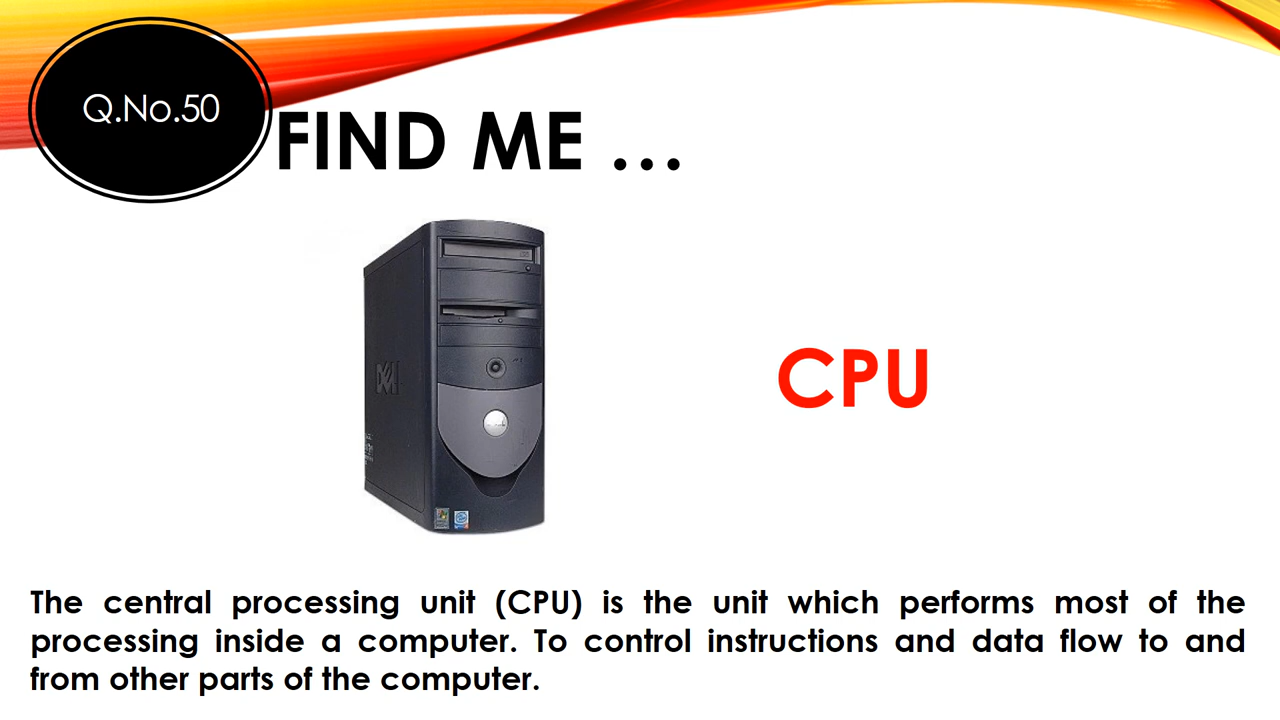 Q.No.50
FIND ME ...
DELL
CPU
The central processing unit (CPU) is the unit which performs most of the
processing inside a computer. To control instructions and data flow to and
from other parts of the computer.